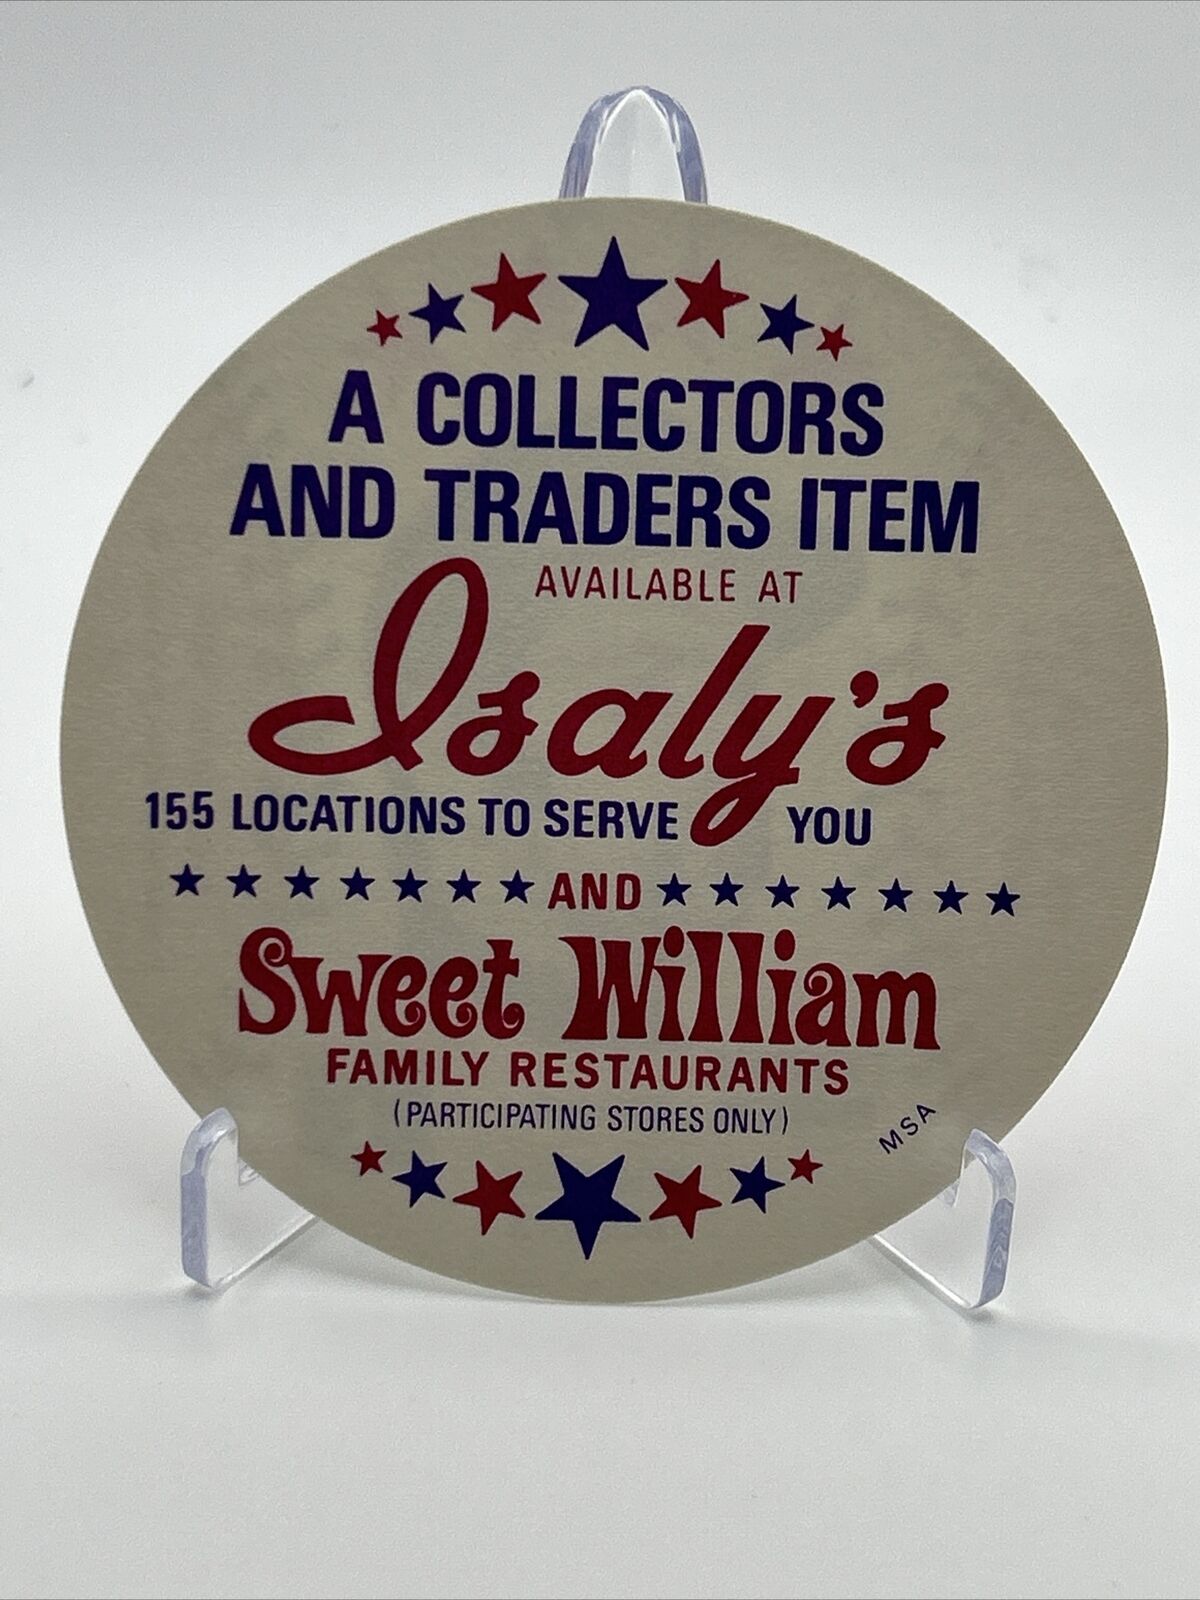 A COLLECTORS
AND TRADERS ITEM
AVAILABLE AT
Isaly's
155 LOCATIONS TO SERVE YOU
AND
Sweet William
FAMILY RESTAURANTS
(PARTICIPATING STORES ONLY)
MSA